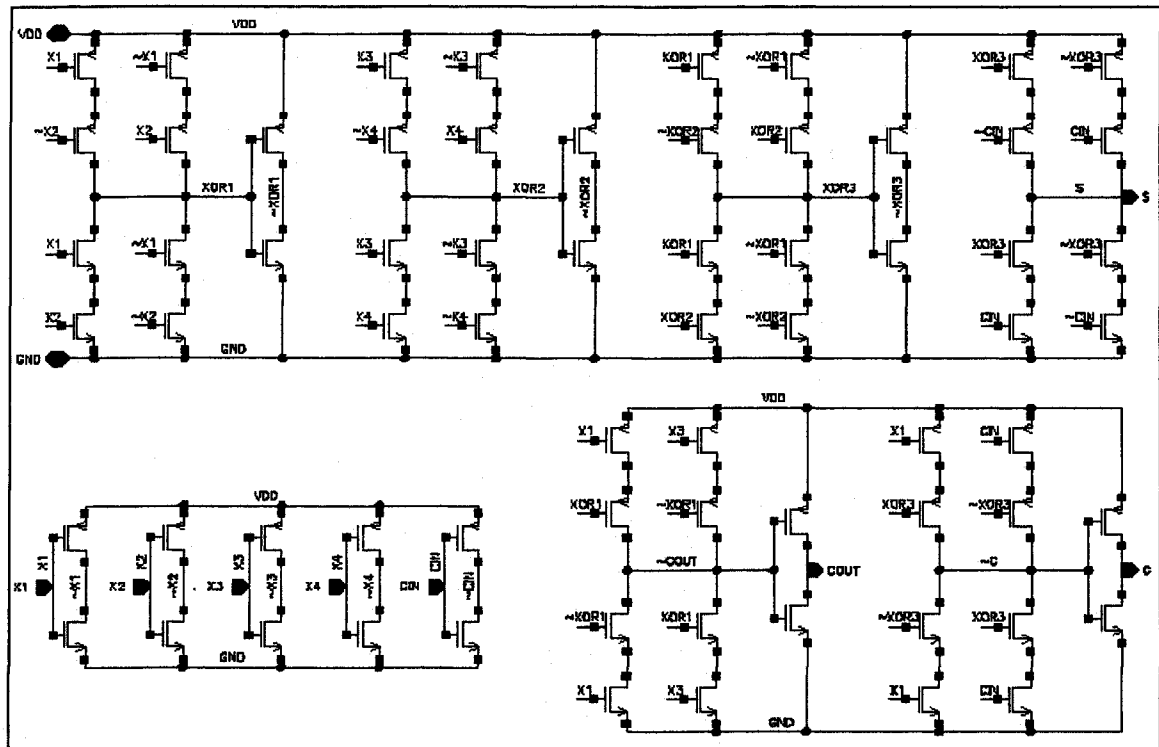 VDD VDD
X1 ~X1 X3 ~X3 XOR1 ~XOR1 XOR3 ~XOR3
~X2 X2 ~X4 X4 ~XOR2 XOR2 ~CIN CIN
XOR1 ~XOR1 XOR2 ~XOR2 XOR3 ~XOR3 S S
X1 ~X1 X3 ~X3 XOR1 ~XOR1 XOR3 ~XOR3
X2 ~X2 X4 ~X4 XOR2 ~XOR2 CIN ~CIN
GND GND
VDD
X1 X3 X1 CIN
XOR1 ~XOR1 XOR3 ~XOR3
~COUT COUT ~C C
~XOR1 XOR1 ~XOR3 XOR3
X1 X3 X1 CIN
GND
VDD
X1 X1 ~X1 X2 X2 ~X2 X3 X3 ~X3 X4 X4 ~X4 CIN CIN ~CIN
GND